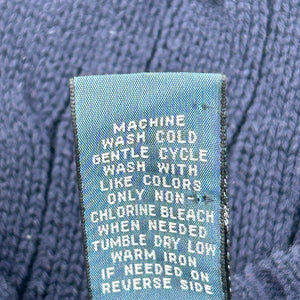 MACHINE
WASH COLD
GENTLE CYCLE
WASH WITH
LIKE COLORS
ONLY NON-
CHLORINE BLEACH
WHEN NEEDED
TUMBLE DRY LOW
WARM IRON
IF NEEDED ON
REVERSE SIDE